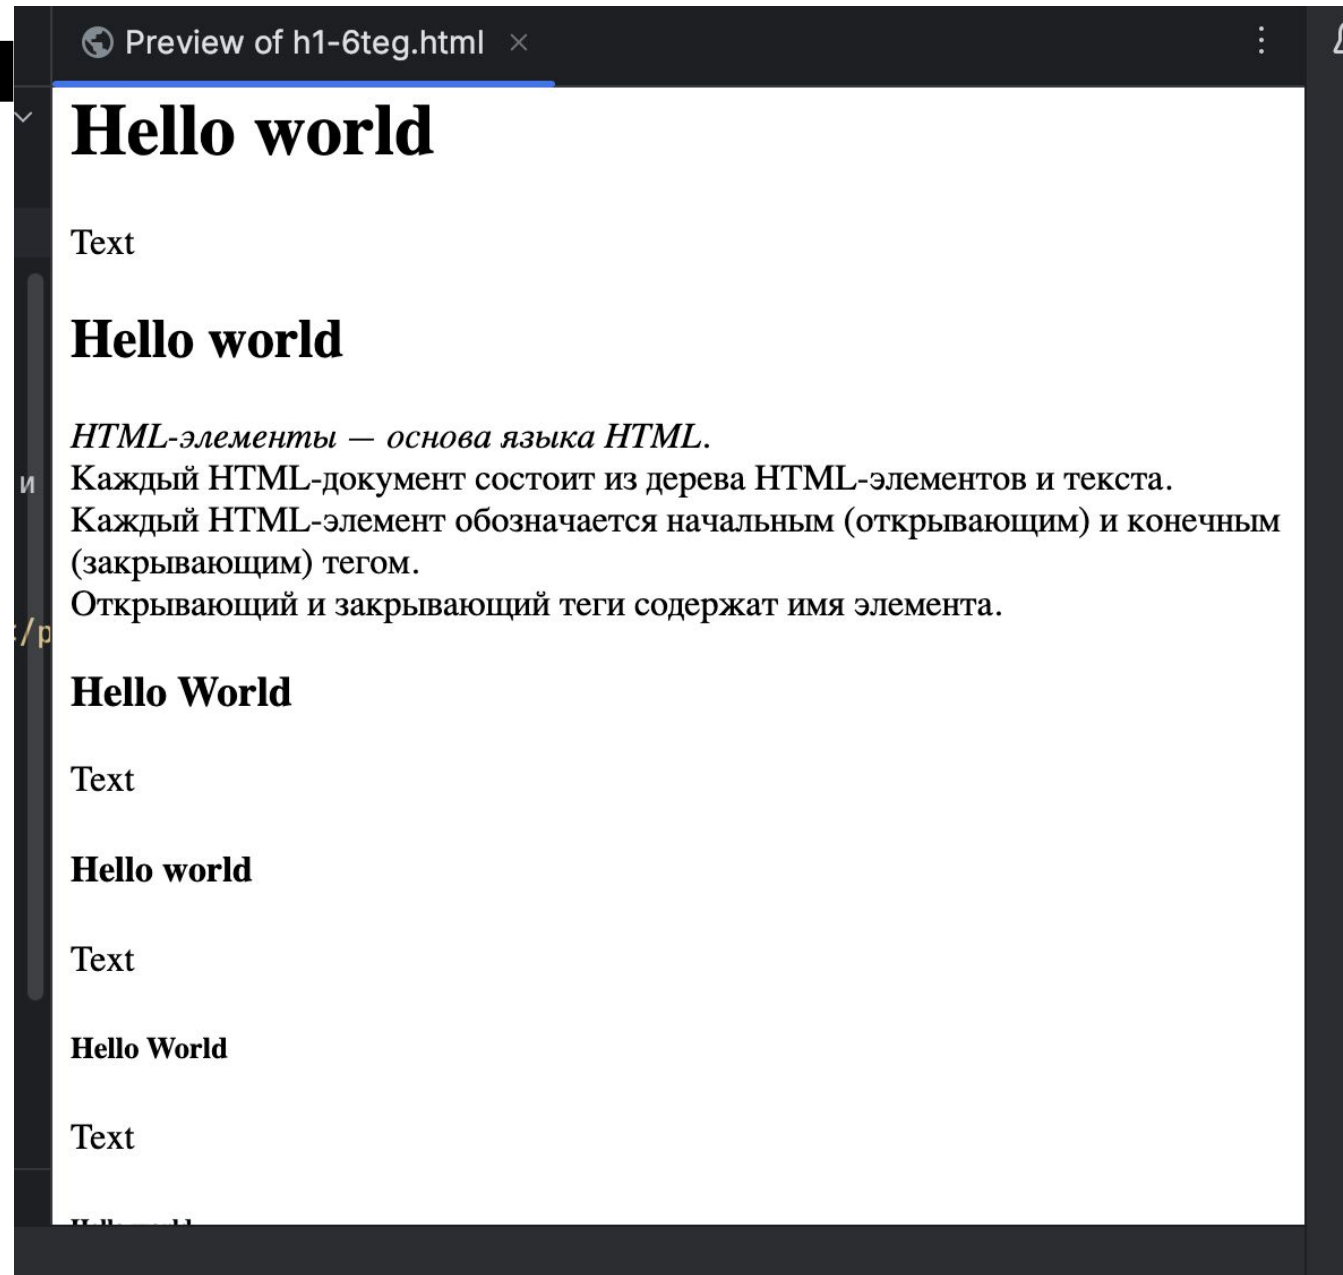 Preview of h1-6teg.html
Hello world
Text
Hello world
HTML-элементы — основа языка HTML.
и
Каждый HTML-документ состоит из дерева HTML-элементов и текста.
Каждый HTML-элемент обозначается начальным (открывающим) и конечным
(закрывающим) тегом.
Открывающий и закрывающий теги содержат имя элемента.
/p
Hello World
Text
Hello world
Text
Hello World
Text
Hello world